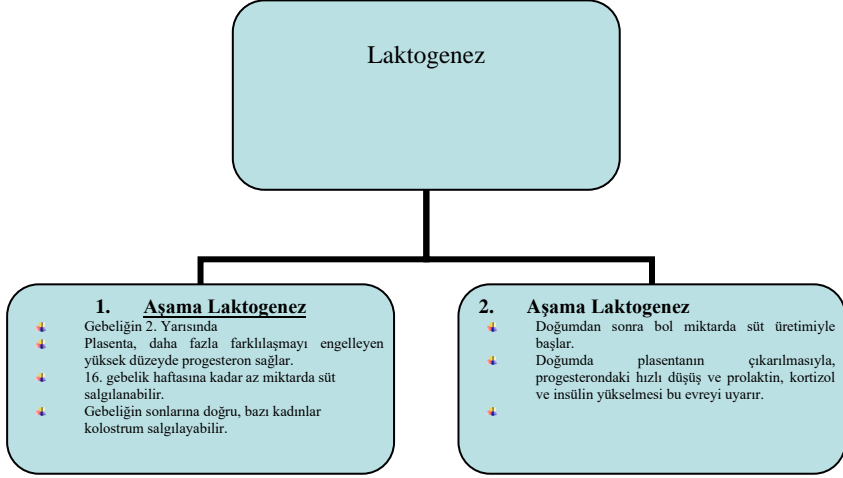 Laktogenez
1. Aşama Laktogenez
Gebeliğin 2. Yarısında
Plasenta, daha fazla farklılaşmayı engelleyen
yüksek düzeyde progesteron sağlar.
16. gebelik haftasına kadar az miktarda süt
salgılanabilir.
Gebeliğin sonlarına doğru, bazı kadınlar
kolostrum salgılayabilir.
2. Aşama Laktogenez
Doğumdan sonra bol miktarda süt üretimiyle
başlar.
Doğumda plasentanın çıkarılmasıyla,
progesterondaki hızlı düşüş ve prolaktin, kortizol
ve insülin yükselmesi bu evreyi uyarır.